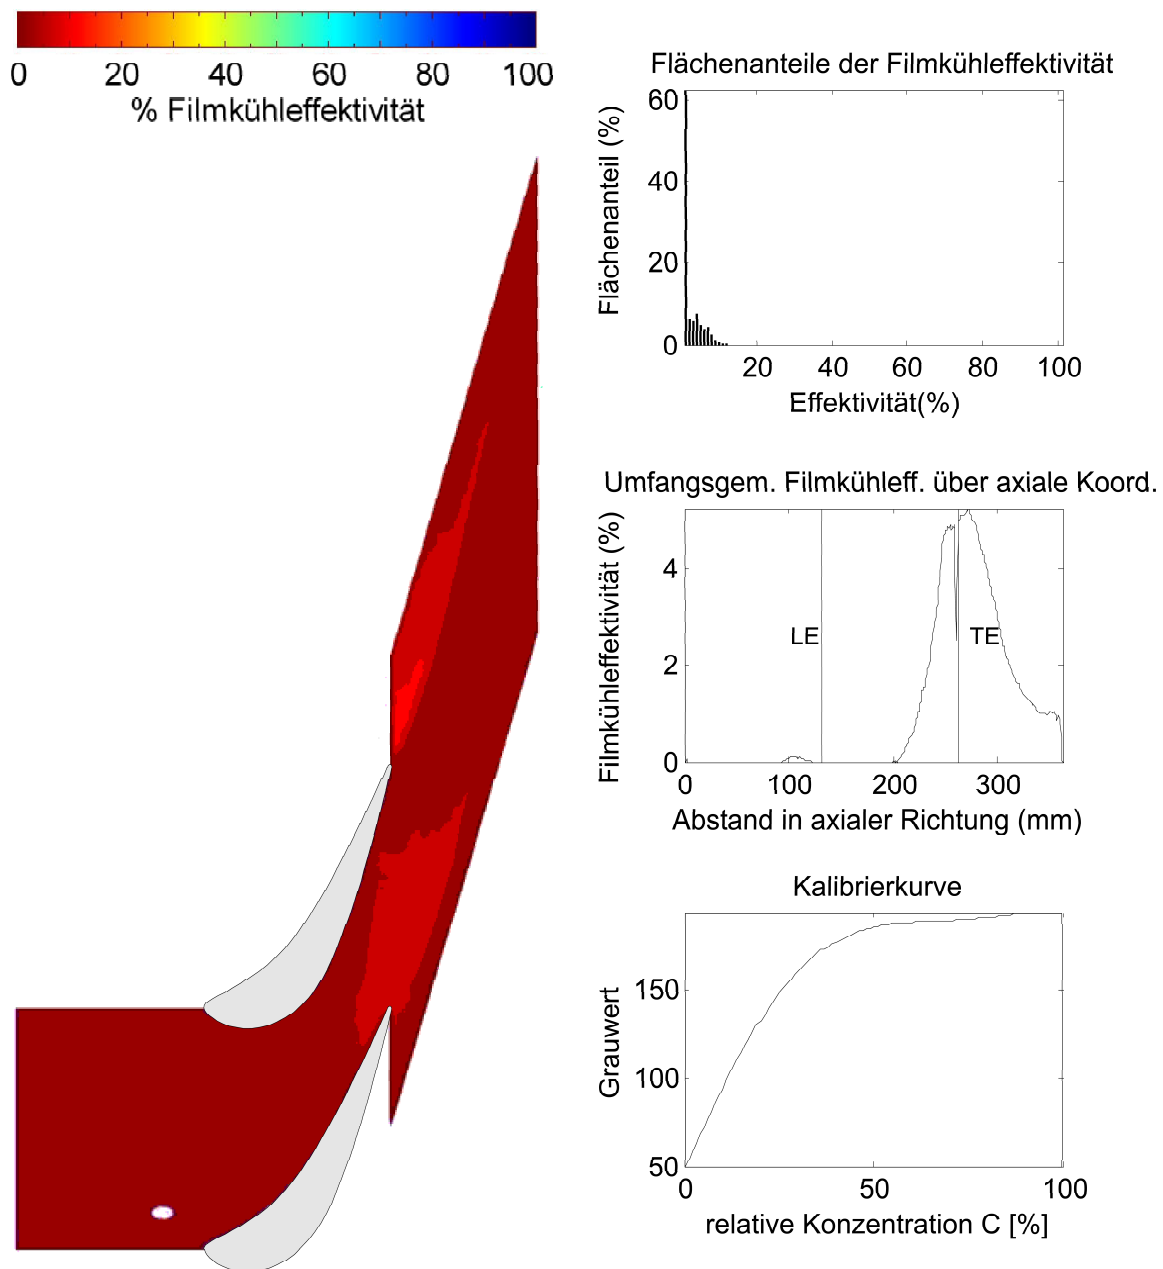 0 20 40 60 80 100
% Filmkühleffektivität
Flächenanteile der Filmkühleffektivität
Flächenanteil (%)
60
40
20
0
20 40 60 80 100
Effektivität(%)
Umfangsgem. Filmkühleff. über axiale Koord.
Filmkühleffektivität (%)
4
2
0
LE TE
0 100 200 300
Abstand in axialer Richtung (mm)
Kalibrierkurve
Grauwert
150
100
50
0 50 100
relative Konzentration C [%]